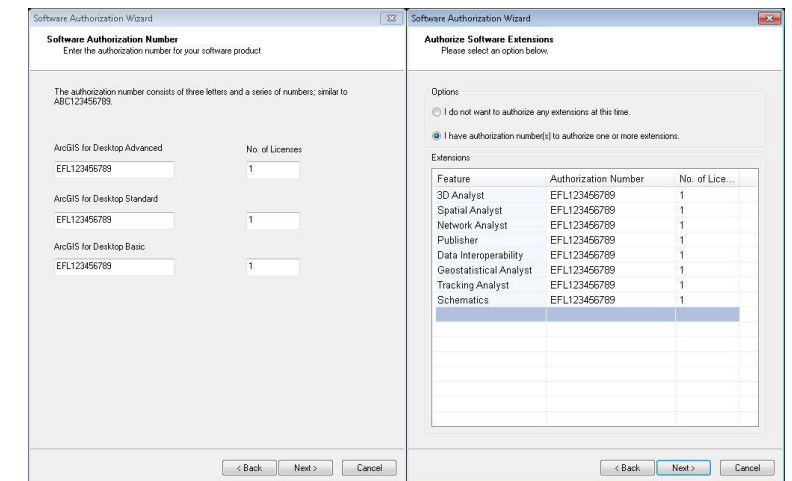 Software Authorization Wizard
Software Authorization Number
Enter the authorization number for your software product
The authorization number consists of three letters and a series of numbers; similar to
ABC123456789.
ArcGIS for Desktop Advanced No. of Licenses
EFL123456789 1
ArcGIS for Desktop Standard
EFL123456789 1
ArcGIS for Desktop Basic
EFL123456789 1
< Back Next > Cancel
Software Authorization Wizard
Authorize Software Extensions
Please select an option below.
Options
I do not want to authorize any extensions at this time.
I have authorization number(s) to authorize one or more extensions.
Extensions
Feature Authorization Number No. of Lice...
3D Analyst EFL123456789 1
Spatial Analyst EFL123456789 1
Network Analyst EFL123456789 1
Publisher EFL123456789 1
Data Interoperability EFL123456789 1
Geostatistical Analyst EFL123456789 1
Tracking Analyst EFL123456789 1
Schematics EFL123456789 1
< Back Next > Cancel